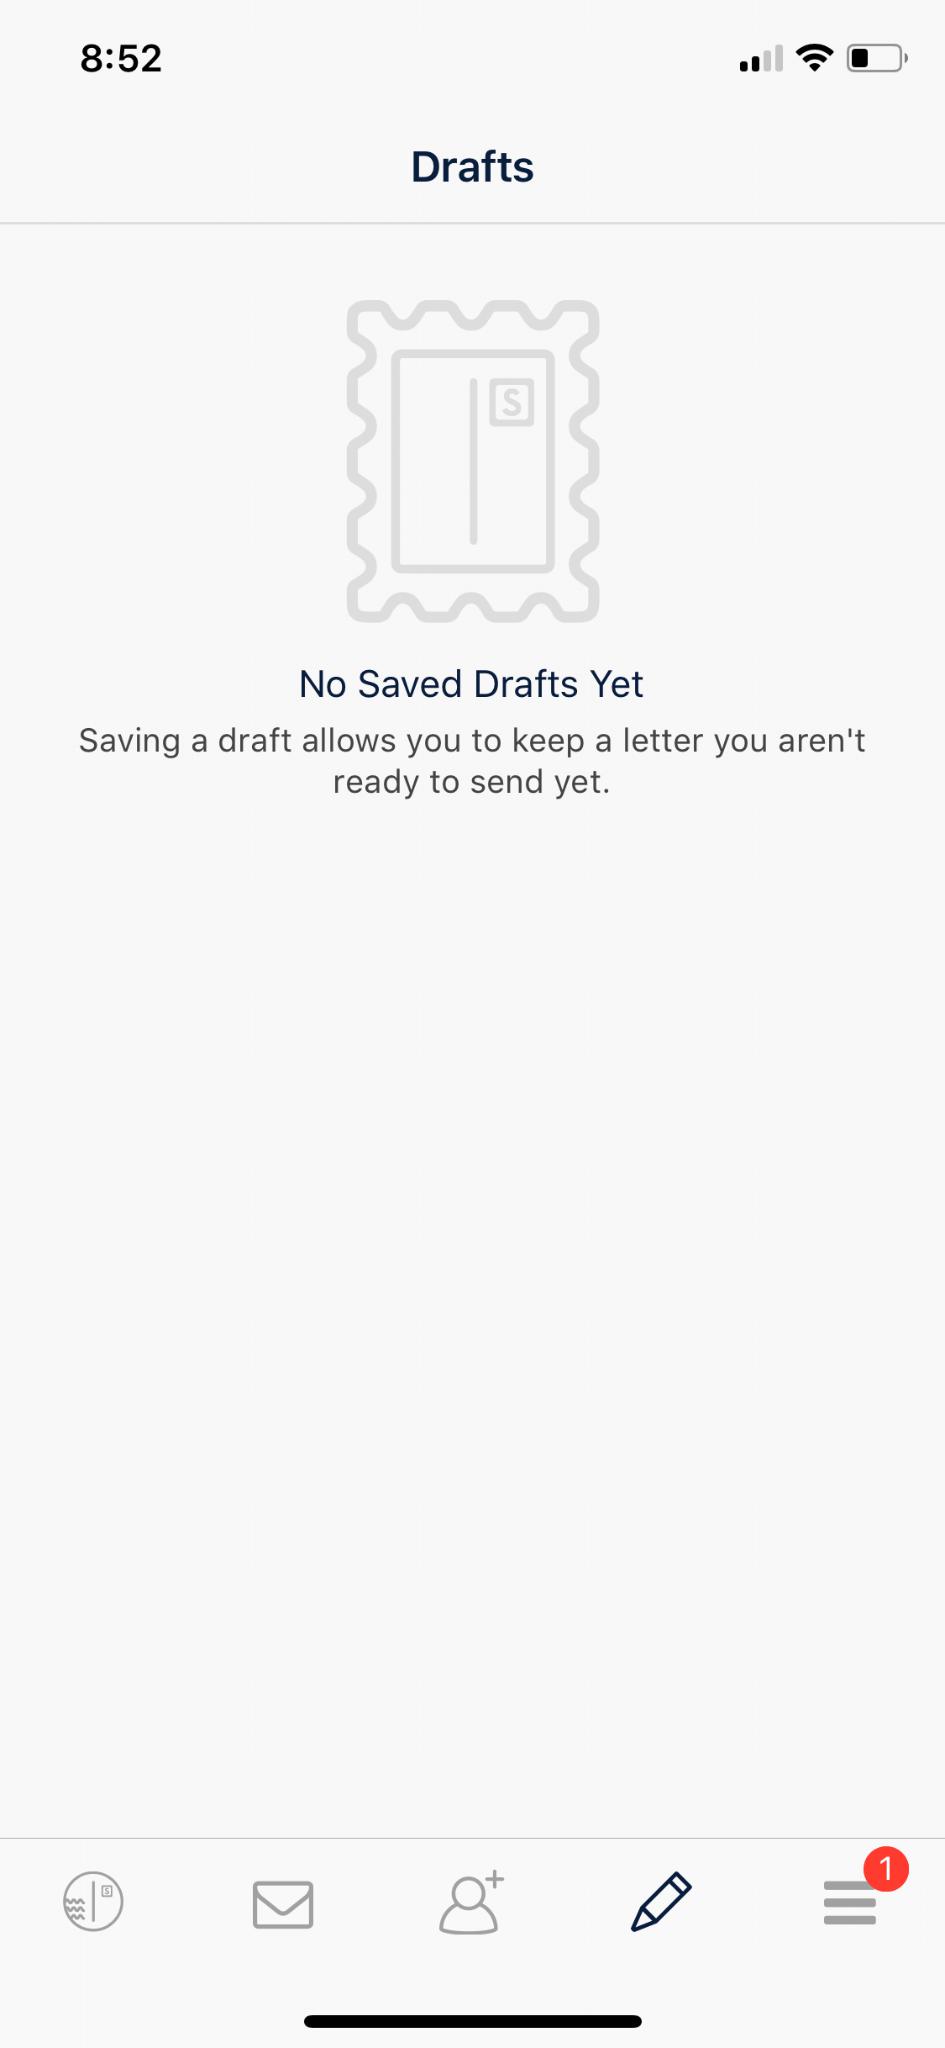 8:52
Drafts
S
No Saved Drafts Yet
Saving a draft allows you to keep a letter you aren't
ready to send yet.
S
1